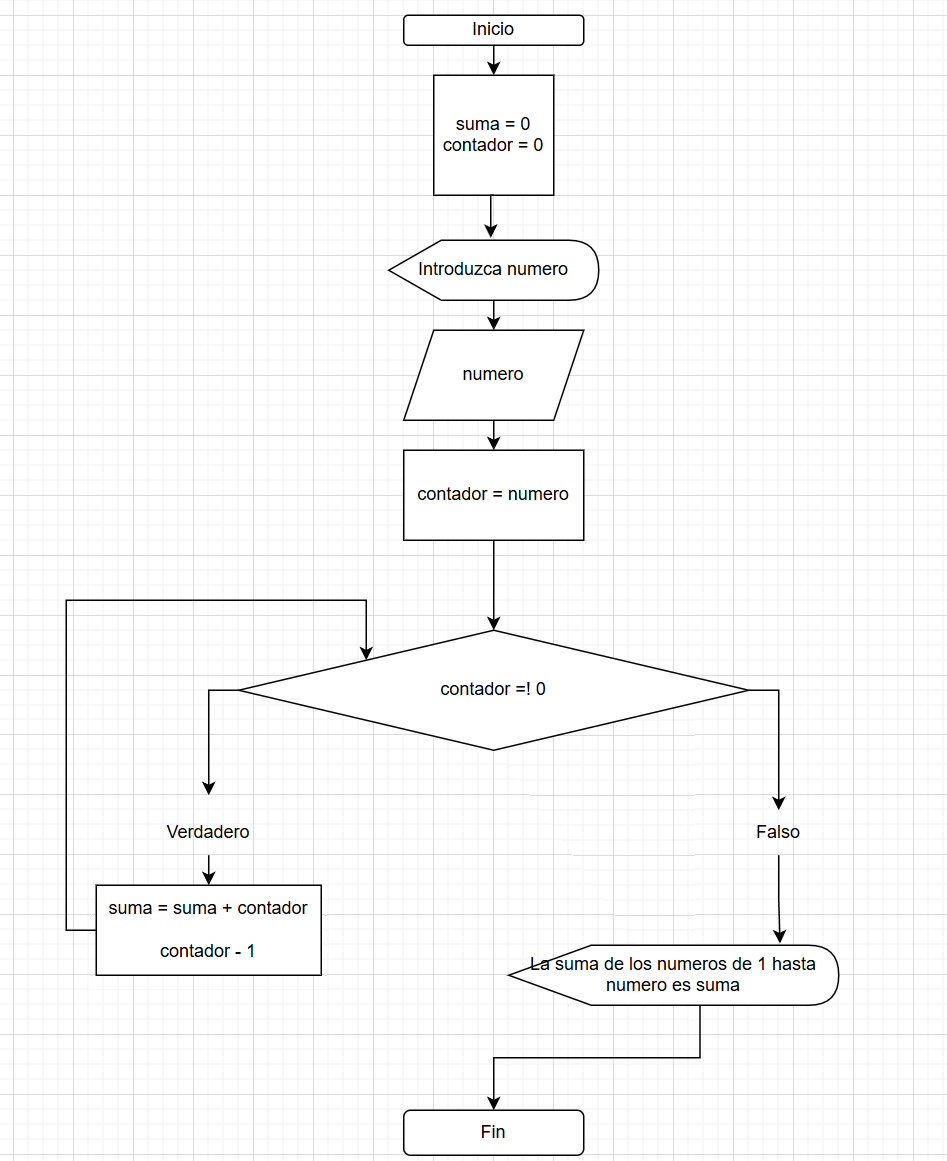 Inicio
suma = 0
contador = 0
Introduzca numero
numero
contador = numero
contador =! 0
Verdadero
Falso
suma = suma + contador
contador - 1
La suma de los numeros de 1 hasta
numero es suma
Fin